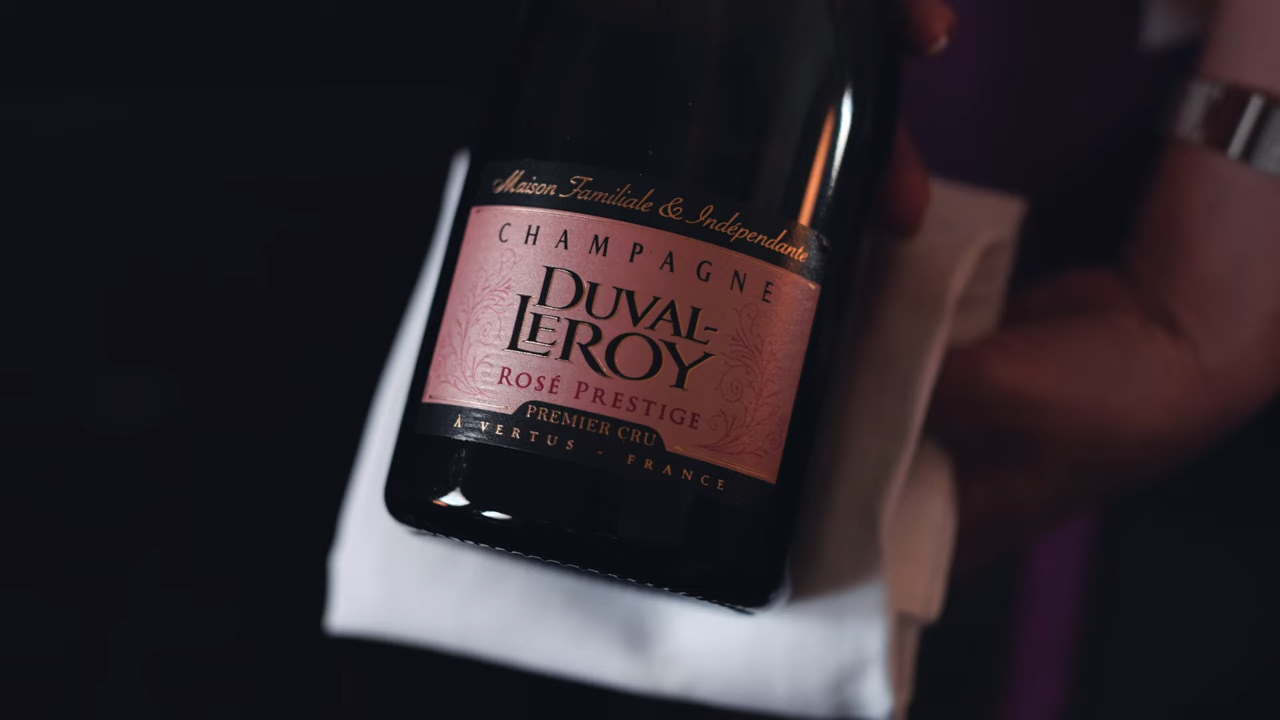 Maison Familiale & Indépendante
CHAMPAGNE
DUVAL-
LEROY
ROSÉ PRESTIGE
PREMIER CRU
À VERTUS - FRANCE